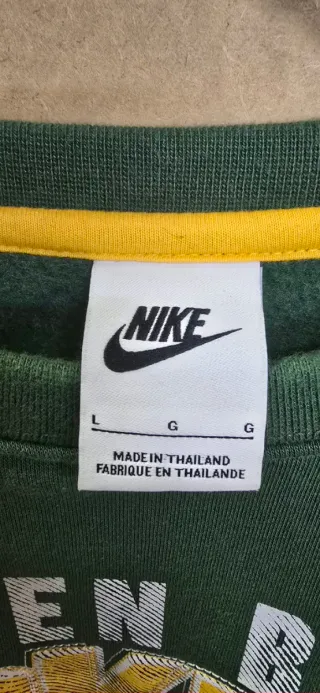 NIKE
L G G
MADE IN THAILAND
FABRIQUE EN THAILANDE
EN B